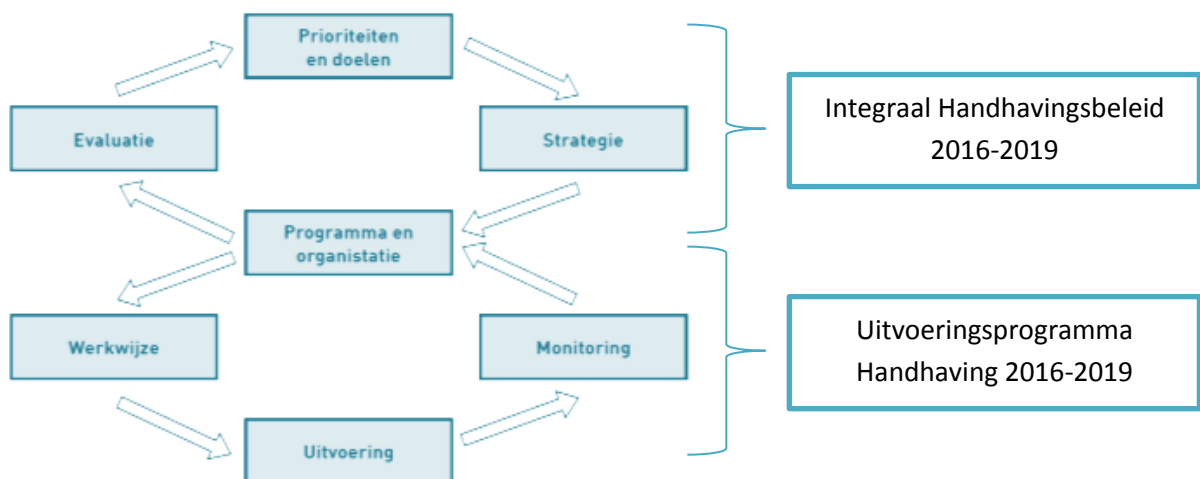 Prioriteiten
en doelen
Evaluatie
Strategie
Programma en
organistatie
Werkwijze
Monitoring
Uitvoering
Integraal Handhavingsbeleid
2016-2019
Uitvoeringsprogramma
Handhaving 2016-2019